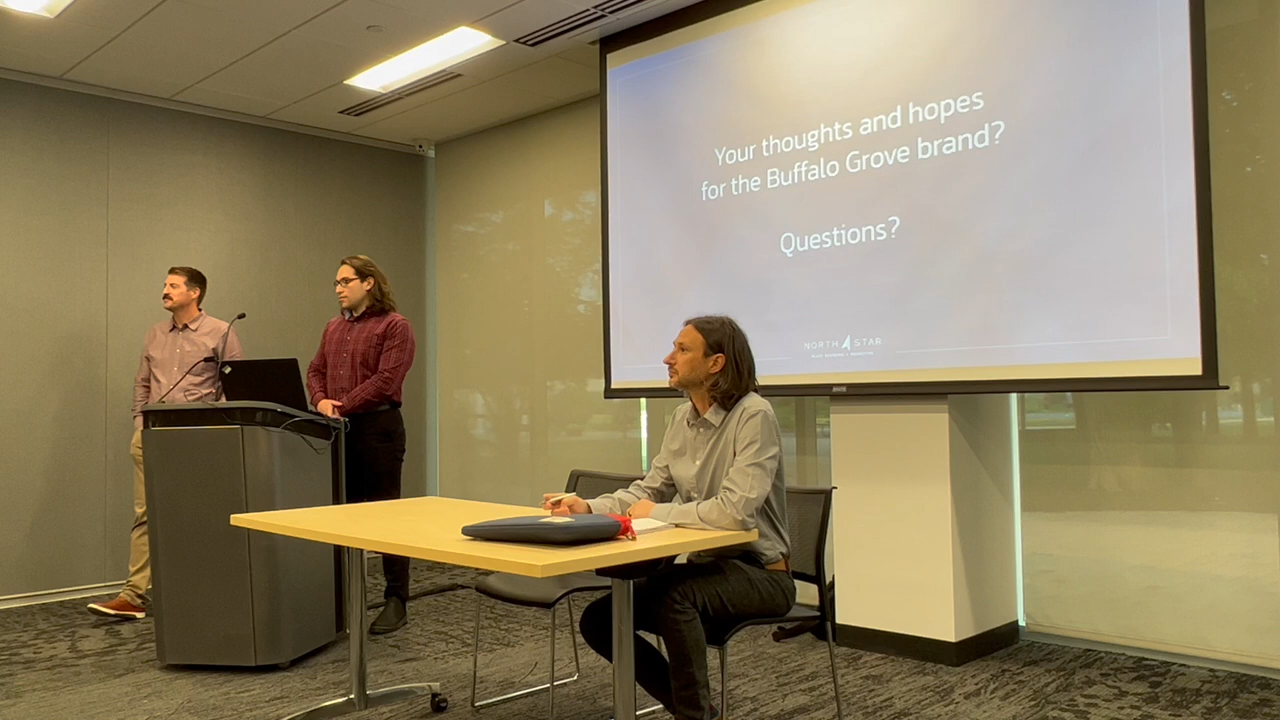 Your thoughts and hopes
for the Buffalo Grove brand?
Questions?
NORTH STAR